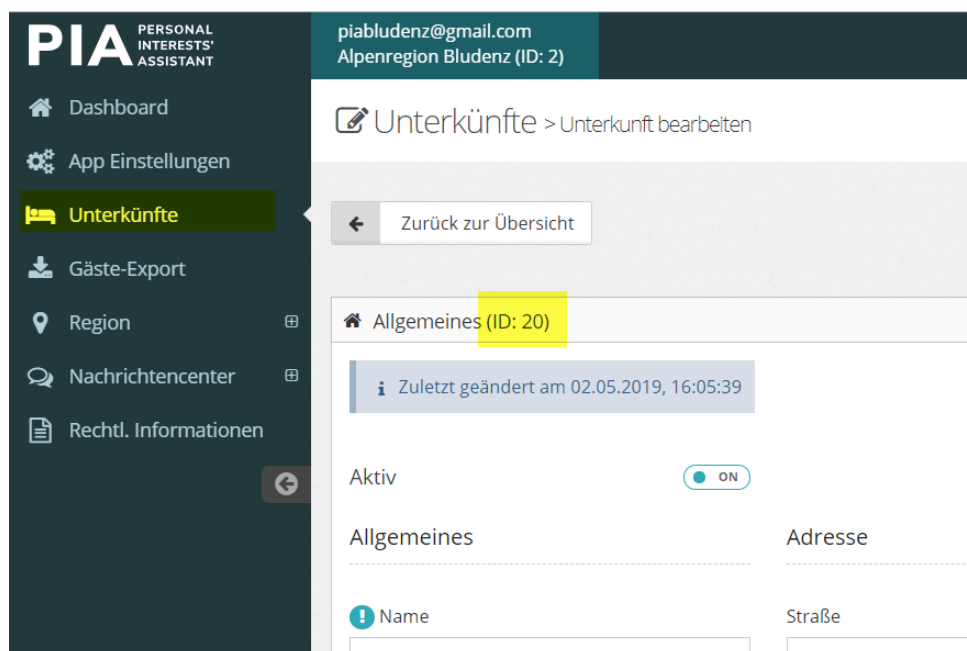 PIA PERSONAL
INTERESTS'
ASSISTANT
piabludenz@gmail.com
Alpenregion Bludenz (ID: 2)
Dashboard
App Einstellungen
Unterkünfte
Gäste-Export
Region
Nachrichtencenter
Rechtl. Informationen
Unterkünfte > Unterkunft bearbeiten
Zurück zur Übersicht
Allgemeines (ID: 20)
Zuletzt geändert am 02.05.2019, 16:05:39
Aktiv ON
Allgemeines
Adresse
Name
Straße